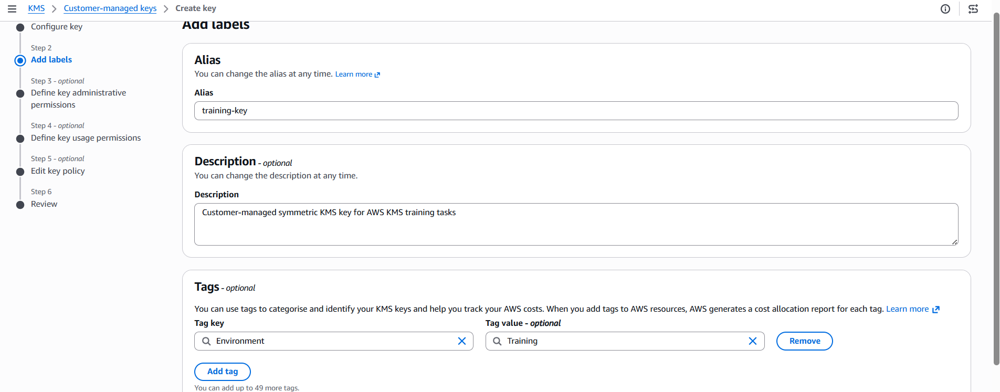 KMS > Customer-managed keys > Create key
Configure key
Step 2
Add labels
Step 3 - optional
Define key administrative
permissions
Step 4 - optional
Define key usage permissions
Step 5 - optional
Edit key policy
Step 6
Review
Add labels
Alias
You can change the alias at any time. Learn more
Alias
training-key
Description - optional
You can change the description at any time.
Description
Customer-managed symmetric KMS key for AWS KMS training tasks
Tags - optional
You can use tags to categorise and identify your KMS keys and help you track your AWS costs. When you add tags to AWS resources, AWS generates a cost allocation report for each tag. Learn more
Tag key
Tag value - optional
Environment
Training
Remove
Add tag
You can add up to 49 more tags.